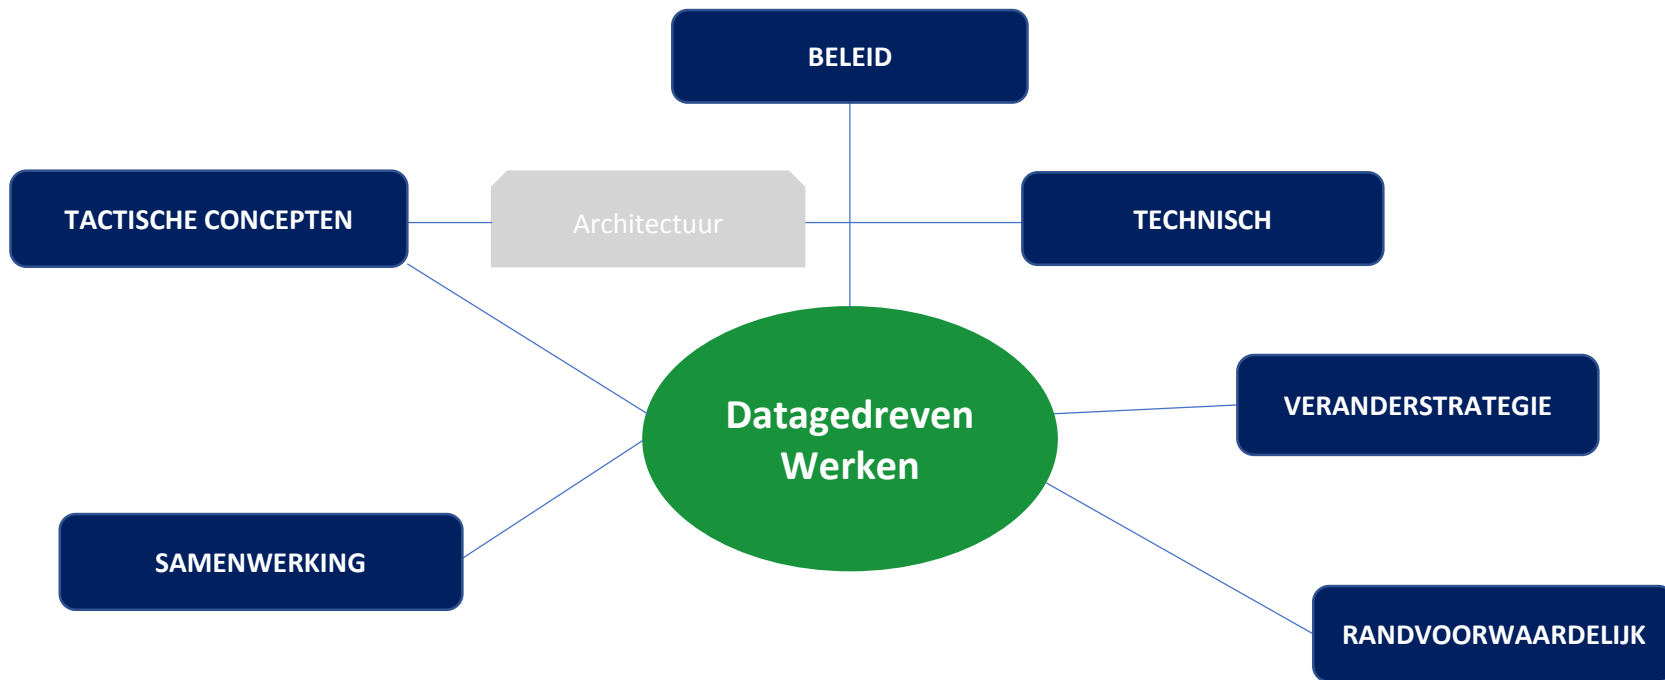 BELEID
TACTISCHE CONCEPTEN
Architectuur
TECHNISCH
Datagedreven
Werken
VERANDERSTRATEGIE
SAMENWERKING
RANDVOORWAARDELIJK